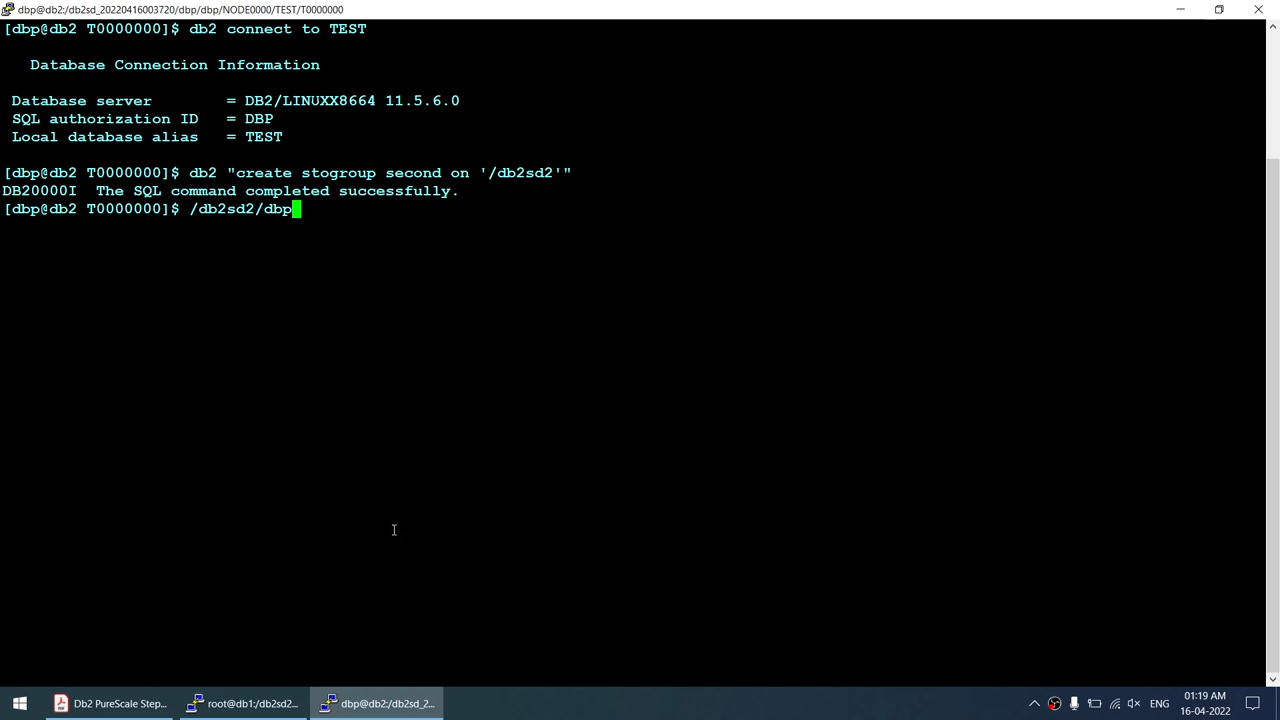 dbp@db2:/db2sd_20220416003720/dbp/dbp/NODE0000/TEST/T0000000
[dbp@db2 T0000000]$ db2 connect to TEST
Database Connection Information
Database server = DB2/LINUXX8664 11.5.6.0
SQL authorization ID = DBP
Local database alias = TEST
[dbp@db2 T0000000]$ db2 "create stogroup second on '/db2sd2'"
DB20000I The SQL command completed successfully.
[dbp@db2 T0000000]$ /db2sd2/dbp
Db2 PureScale Step...
root@db1:/db2sd2...
dbp@db2:/db2sd_2...
ENG
01:19 AM
16-04-2022